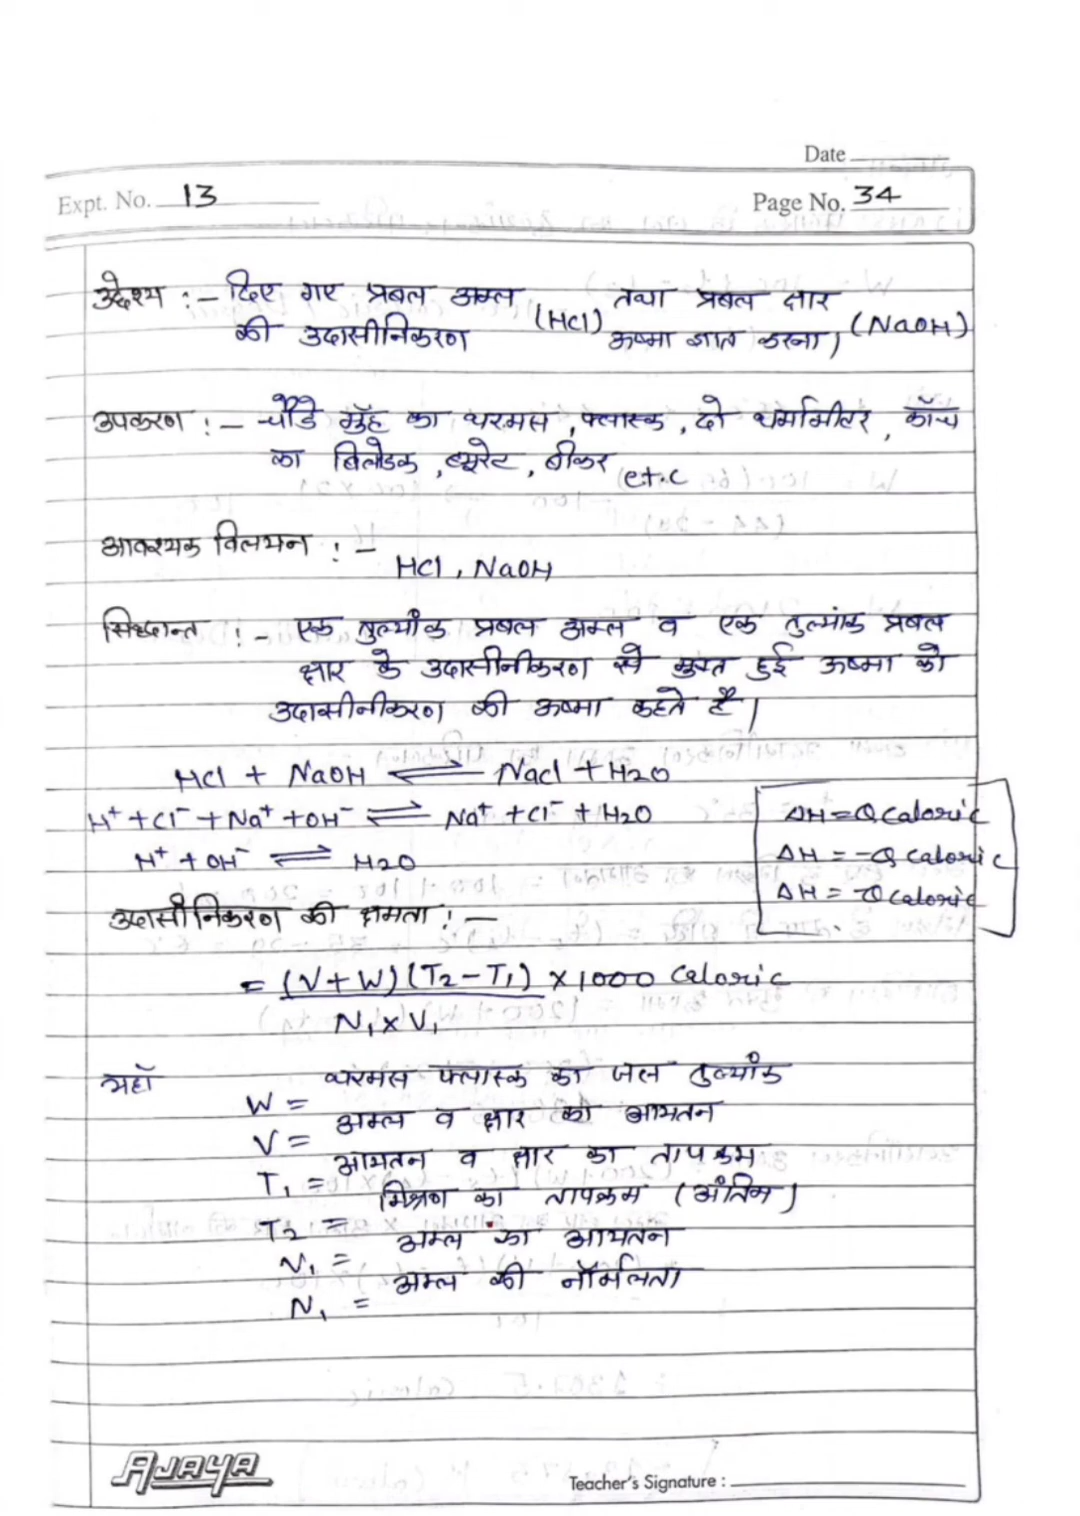 Date
Expt. No. 13
Page No. 34
उद्देश्य :- दिए गए प्रबल अम्ल (HCl) तथा प्रबल क्षार (NaOH)
की उदासीनिकरण ऊष्मा ज्ञात करना।
उपकरण :- चौडे मुँह का थरमस, फ्लास्क, दो थर्मामीटर, काँच
का विलोडक, ब्यूरेट, बीकर etc
आवश्यक विलयन :-
HCl, NaOH
सिध्दान्त :- एक तुल्यांक प्रबल अम्ल व एक तुल्यांक प्रबल
क्षार के उदासीनीकरण से मुक्त हुई ऊष्मा को
उदासीनीकरण की ऊष्मा कहते है।
HCl + NaOH ⇌ NaCl + H2O
H⁺ + Cl⁻ + Na⁺ + OH⁻ ⇌ Na⁺ + Cl⁻ + H2O
H⁺ + OH⁻ ⇌ H2O
ΔH = Q Caloric
ΔH = -Q Caloric
ΔH = -Q Caloric
उदासीनिकरण की क्षमता :-
= (V+W)(T2-T1) × 1000 Caloric
N1 × V1
यहाँ
W = थरमस फ्लास्क का जल तुल्यांक
V = अम्ल व क्षार का आयतन
T1 = आयतन व क्षार का तापक्रम
T2 = मिश्रण का तापक्रम (अंतिम)
V1 = अम्ल का आयतन
N1 = अम्ल की नॉर्मलता
AJAYA
Teacher's Signature :